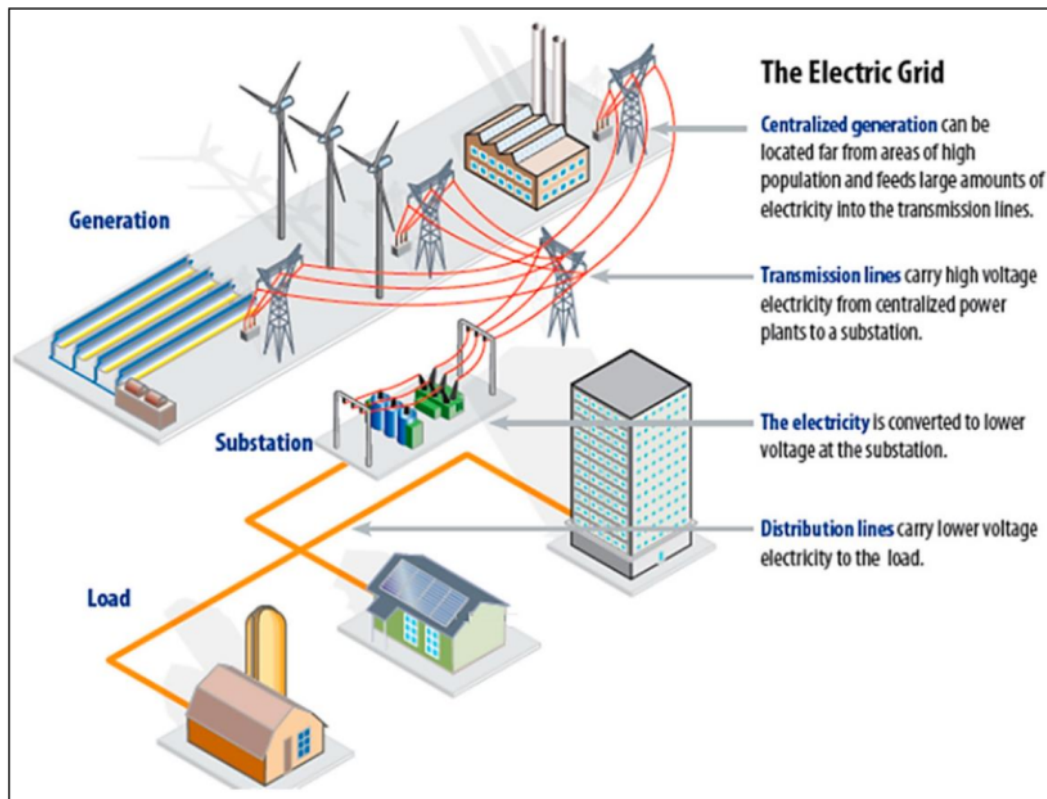 The Electric Grid
Centralized generation can be
located far from areas of high
population and feeds large amounts of
electricity into the transmission lines.
Generation
Transmission lines carry high voltage
electricity from centralized power
plants to a substation.
Substation
The electricity is converted to lower
voltage at the substation.
Distribution lines carry lower voltage
electricity to the load.
Load